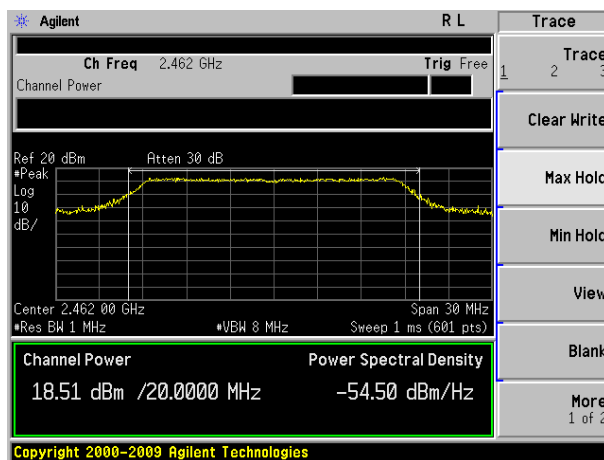 Agilent R L Trace
Ch Freq 2.462 GHz Trig Free
Channel Power
Trace
1 2 3
Clear Write
Ref 20 dBm Atten 30 dB
#Peak
Log
10
dB/
Max Hold
Min Hold
View
Center 2.462 00 GHz Span 30 MHz
#Res BW 1 MHz #VBW 8 MHz Sweep 1 ms (601 pts)
Channel Power Power Spectral Density
18.51 dBm /20.0000 MHz -54.50 dBm/Hz
Blank
More
1 of 2
Copyright 2000-2009 Agilent Technologies